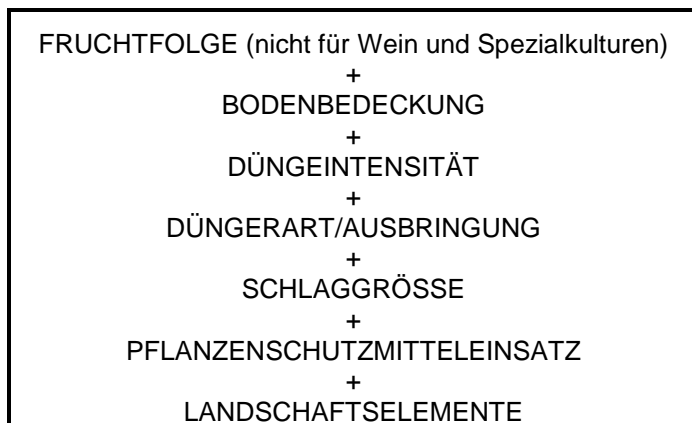 FRUCHTFOLGE (nicht für Wein und Spezialkulturen)
+
BODENBEDECKUNG
+
DÜNGEINTENSITÄT
+
DÜNGERART/AUSBRINGUNG
+
SCHLAGGRÖSSE
+
PFLANZENSCHUTZMITTELEINSATZ
+
LANDSCHAFTSELEMENTE